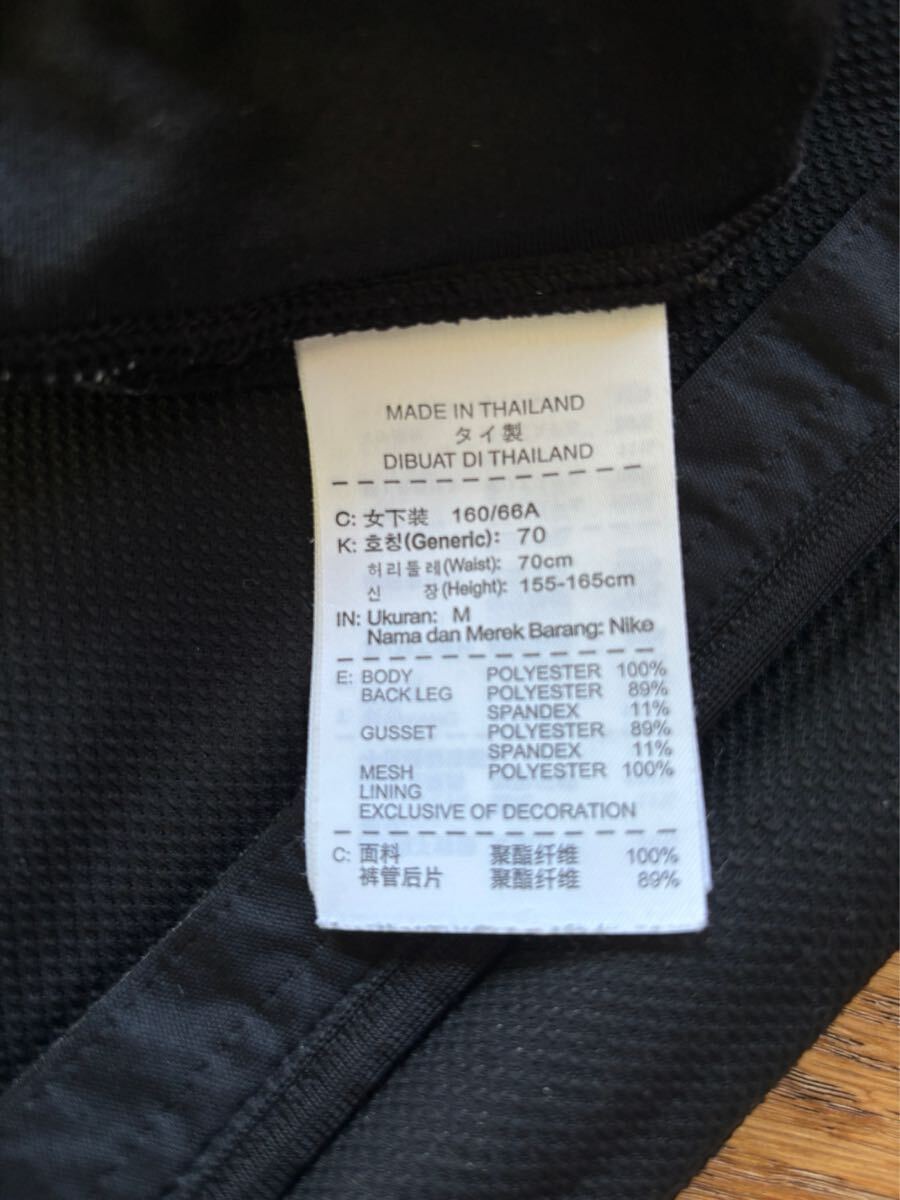 MADE IN THAILAND
タイ製
DIBUAT DI THAILAND
C: 女下装 160/66A
K: 호칭(Generic): 70
허리둘레(Waist): 70cm
신 장(Height): 155-165cm
IN: Ukuran: M
Nama dan Merek Barang: Nike
E: BODY POLYESTER 100%
BACK LEG POLYESTER 89%
SPANDEX 11%
GUSSET POLYESTER 89%
SPANDEX 11%
MESH POLYESTER 100%
LINING
EXCLUSIVE OF DECORATION
C: 面料 聚酯纤维 100%
裤管后片 聚酯纤维 89%